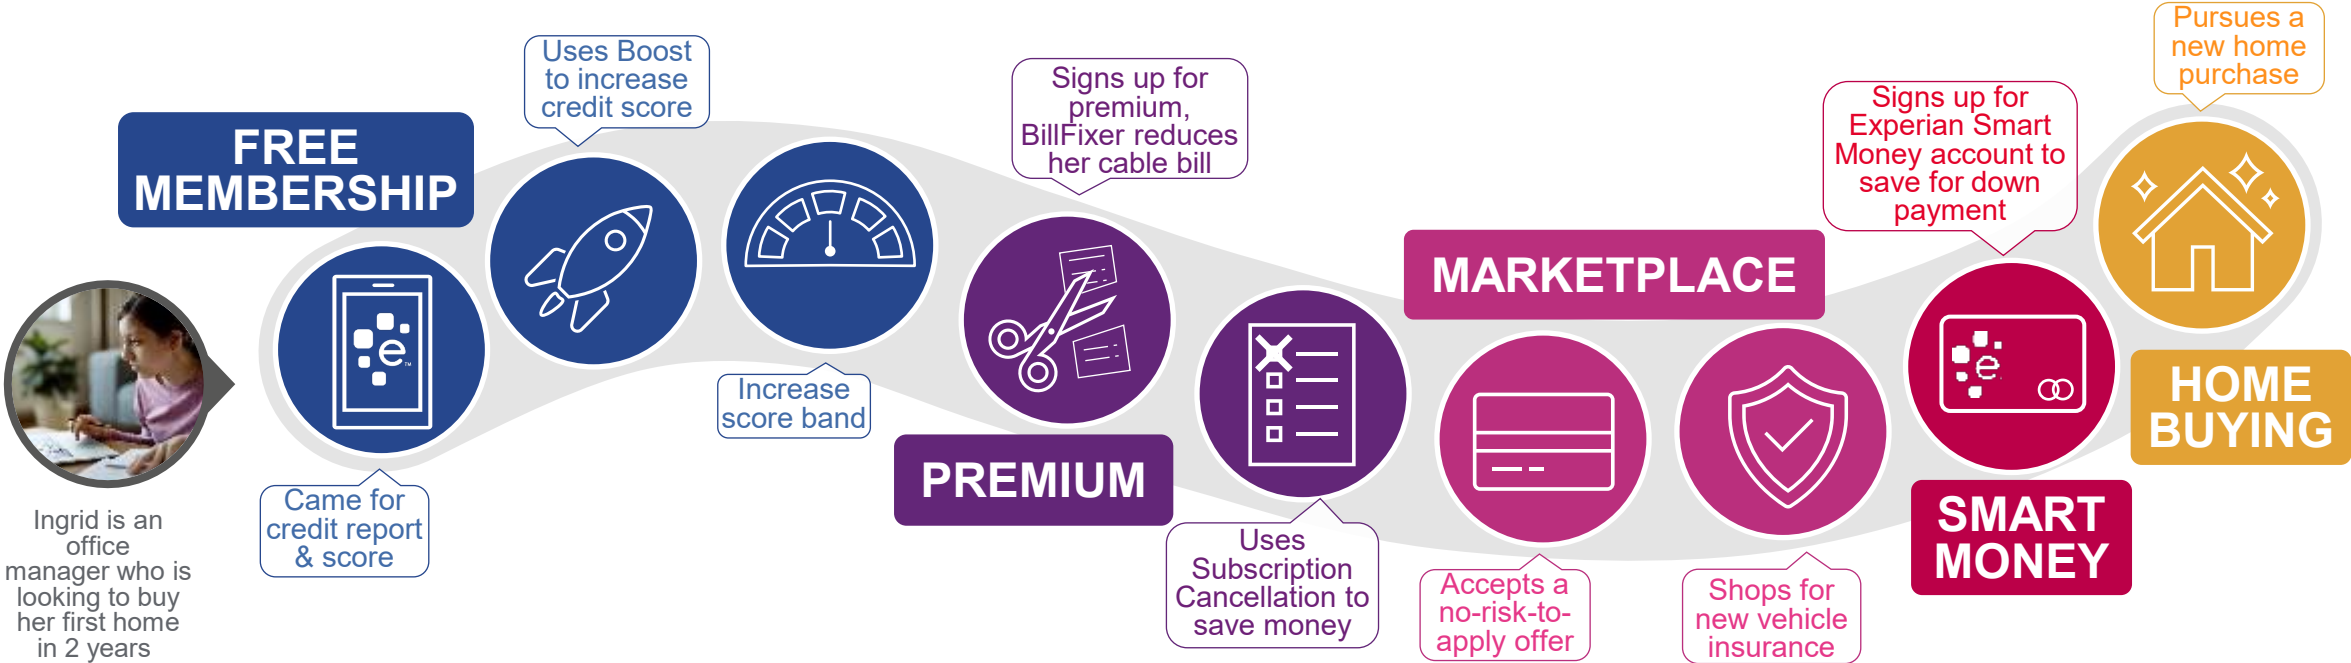 Ingrid is an
office
manager who is
looking to buy
her first home
in 2 years
FREE
MEMBERSHIP
e™
Came for
credit report
& score
Uses Boost
to increase
credit score
Increase
score band
Signs up for
premium,
BillFixer reduces
her cable bill
PREMIUM
Uses
Subscription
Cancellation to
save money
MARKETPLACE
Accepts a
no-risk-to-
apply offer
Shops for
new vehicle
insurance
Signs up for
Experian Smart
Money account to
save for down
payment
e
SMART
MONEY
Pursues a
new home
purchase
HOME
BUYING